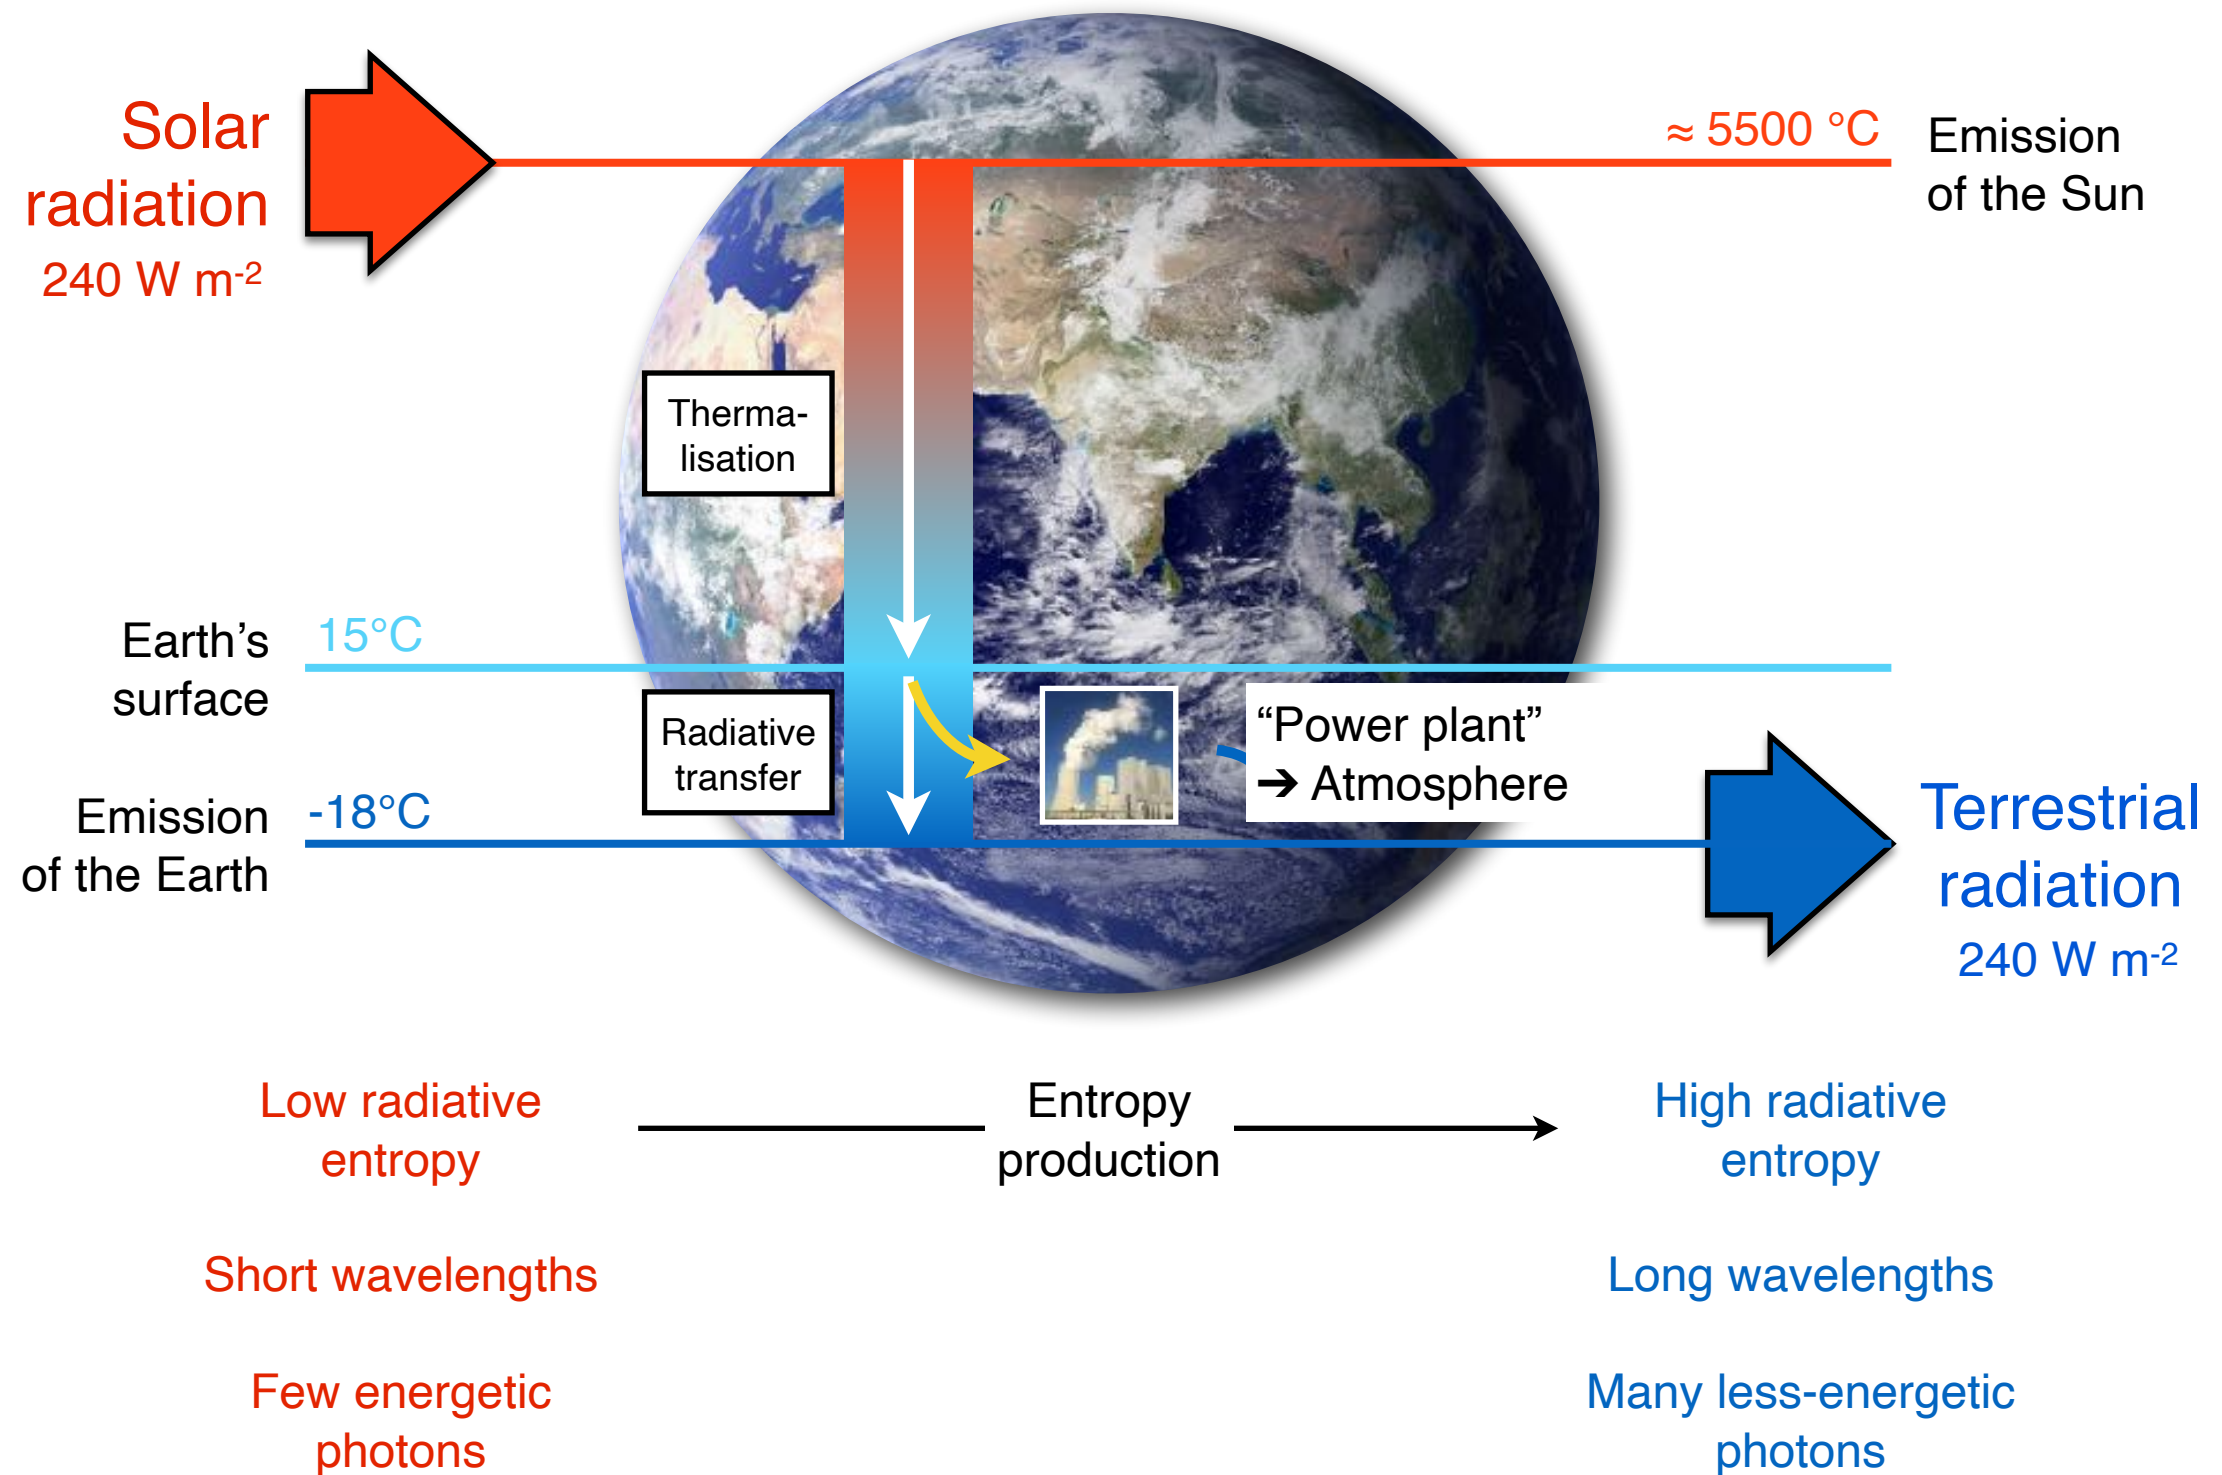 Solar
radiation
240 W m-2
≈ 5500 °C
Emission
of the Sun
Therma-
lisation
Earth’s
surface
15°C
Radiative
transfer
“Power plant”
➔ Atmosphere
Emission
of the Earth
-18°C
Terrestrial
radiation
240 W m-2
Low radiative
entropy
Entropy
production
High radiative
entropy
Short wavelengths
Long wavelengths
Few energetic
photons
Many less-energetic
photons